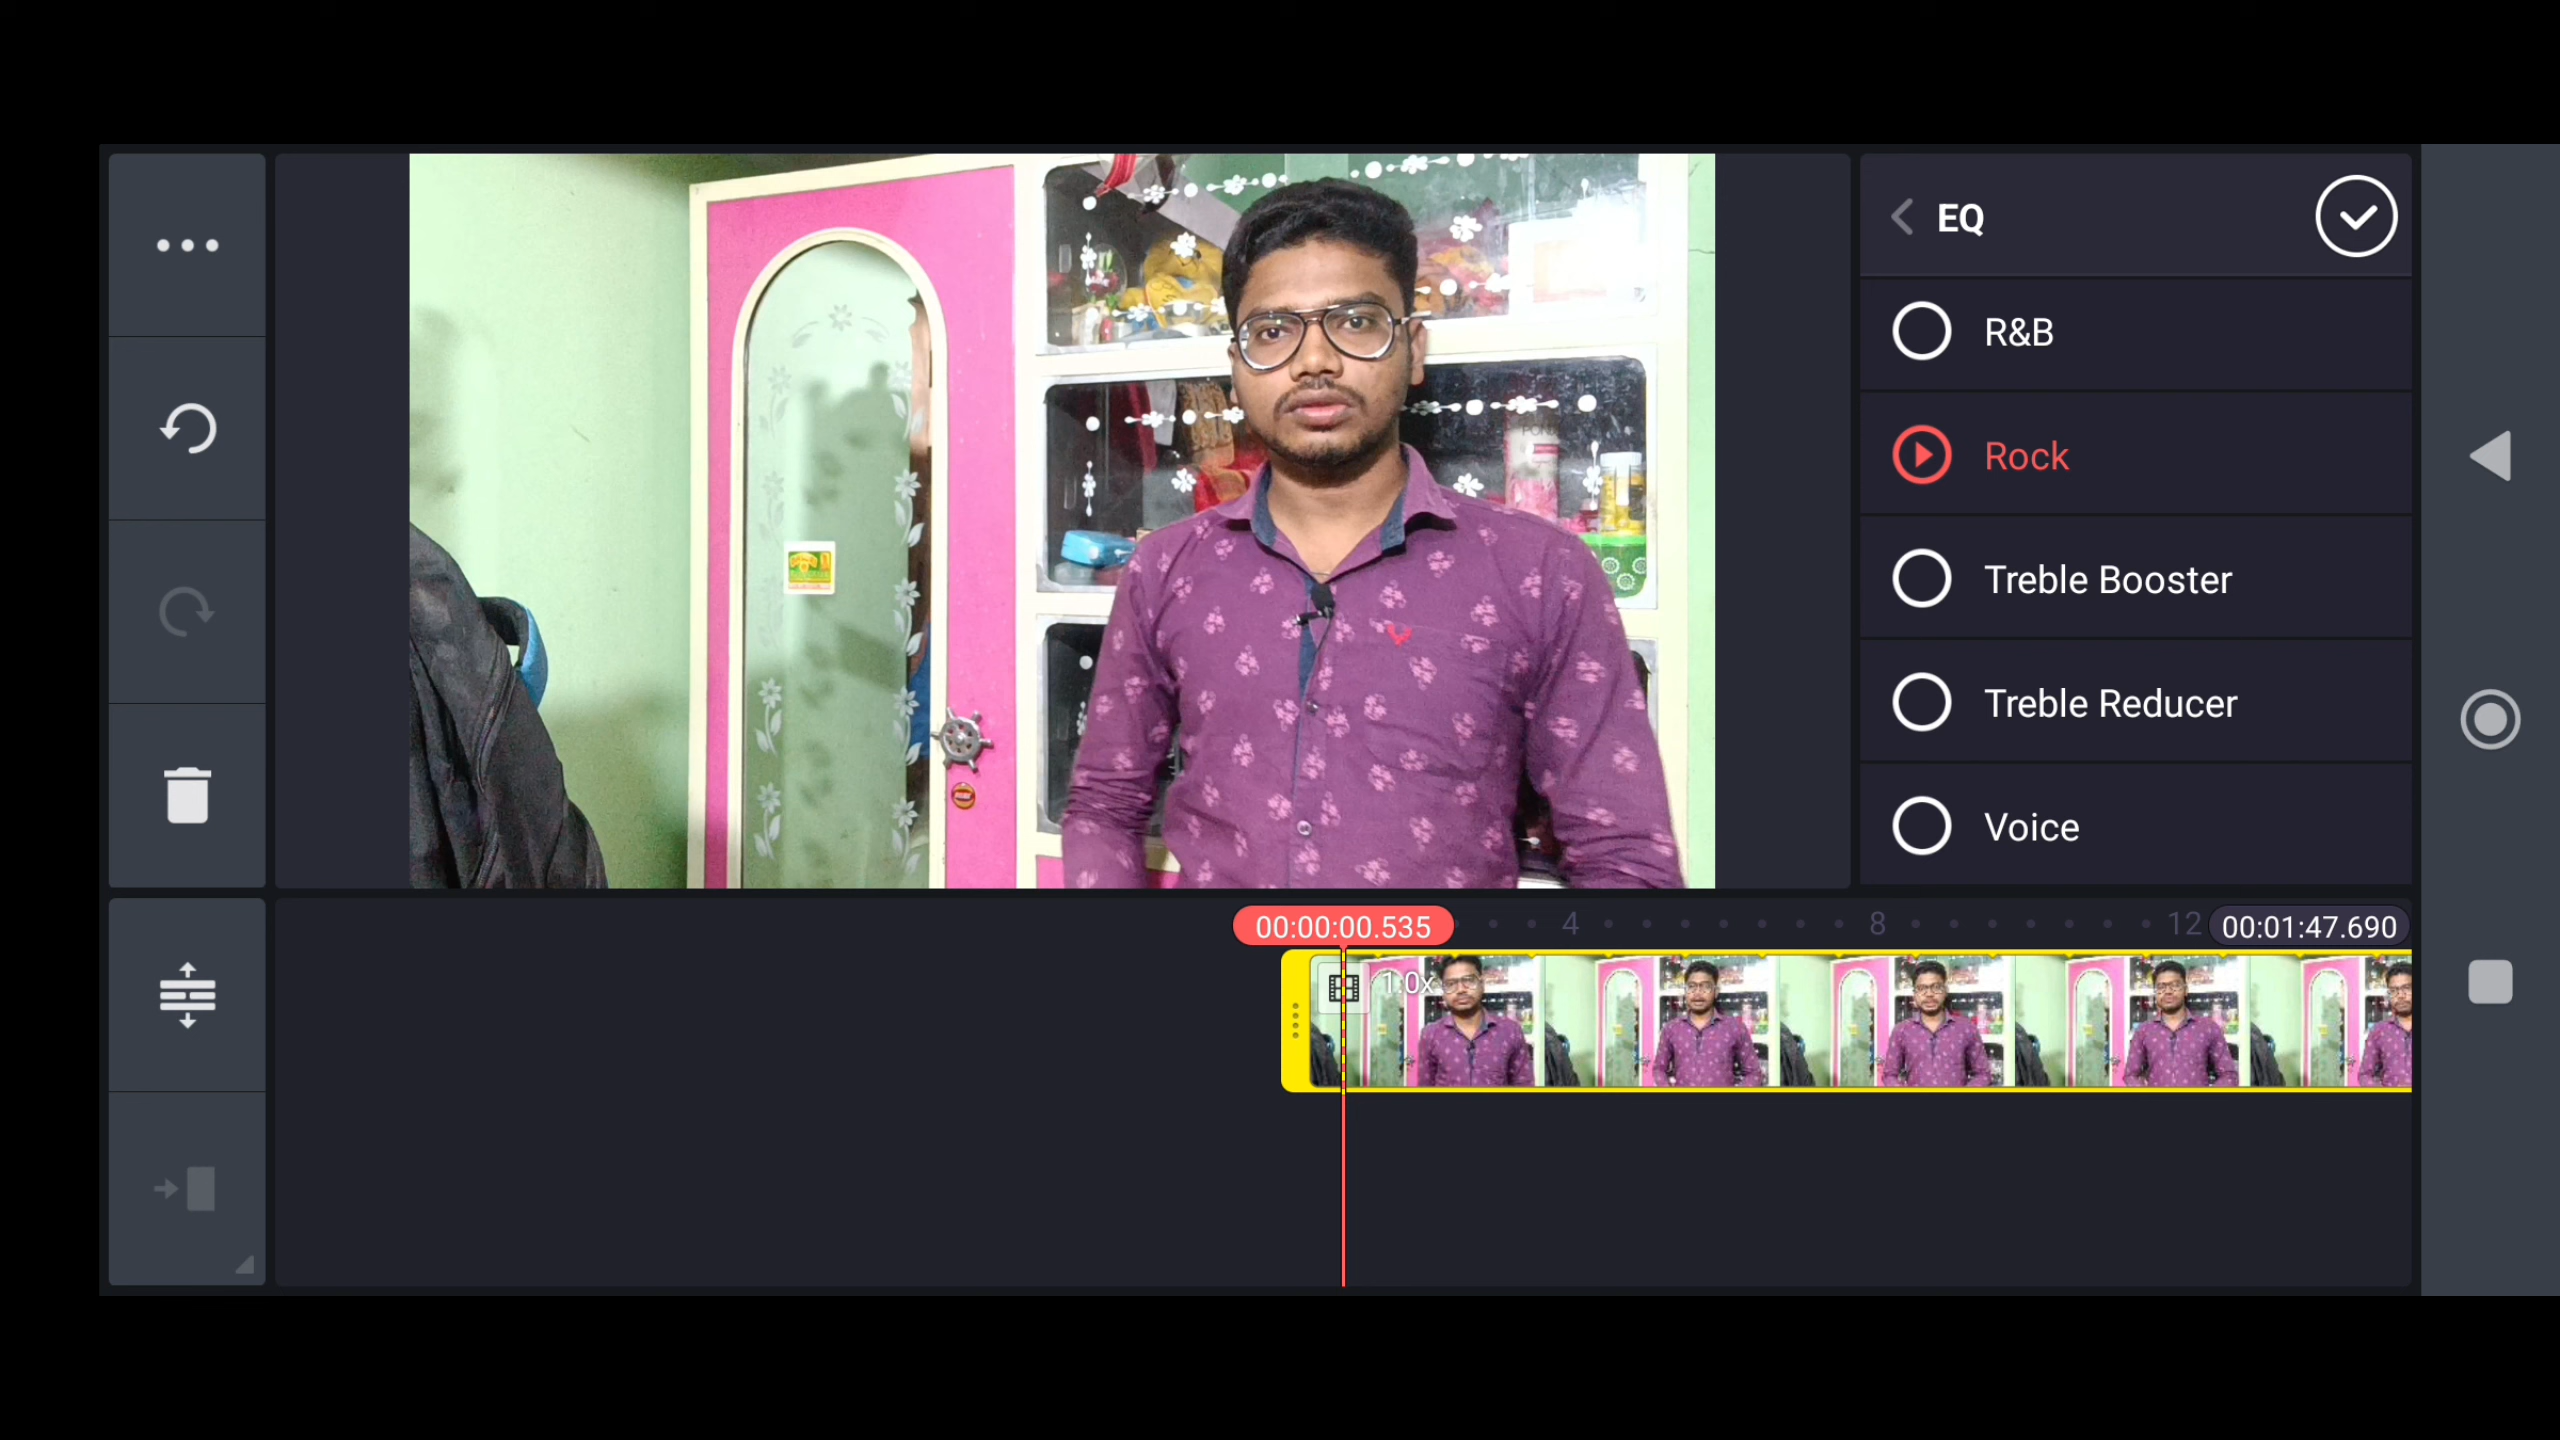 EQ
R&B
Rock
Treble Booster
Treble Reducer
Voice
00:00:00.535
4
8
12
00:01:47.690
1.0x